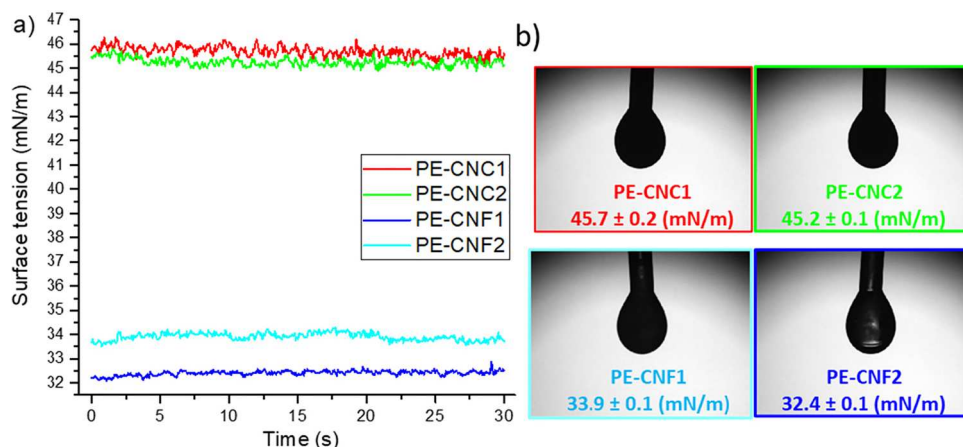 a)
47
46
45
44
43
42
41
40
39
38
37
36
35
34
33
32
Surface tension (mN/m)
0
5
10
15
20
25
30
Time (s)
PE-CNC1
PE-CNC2
PE-CNF1
PE-CNF2
b)
PE-CNC1
45.7 ± 0.2 (mN/m)
PE-CNC2
45.2 ± 0.1 (mN/m)
PE-CNF1
33.9 ± 0.1 (mN/m)
PE-CNF2
32.4 ± 0.1 (mN/m)